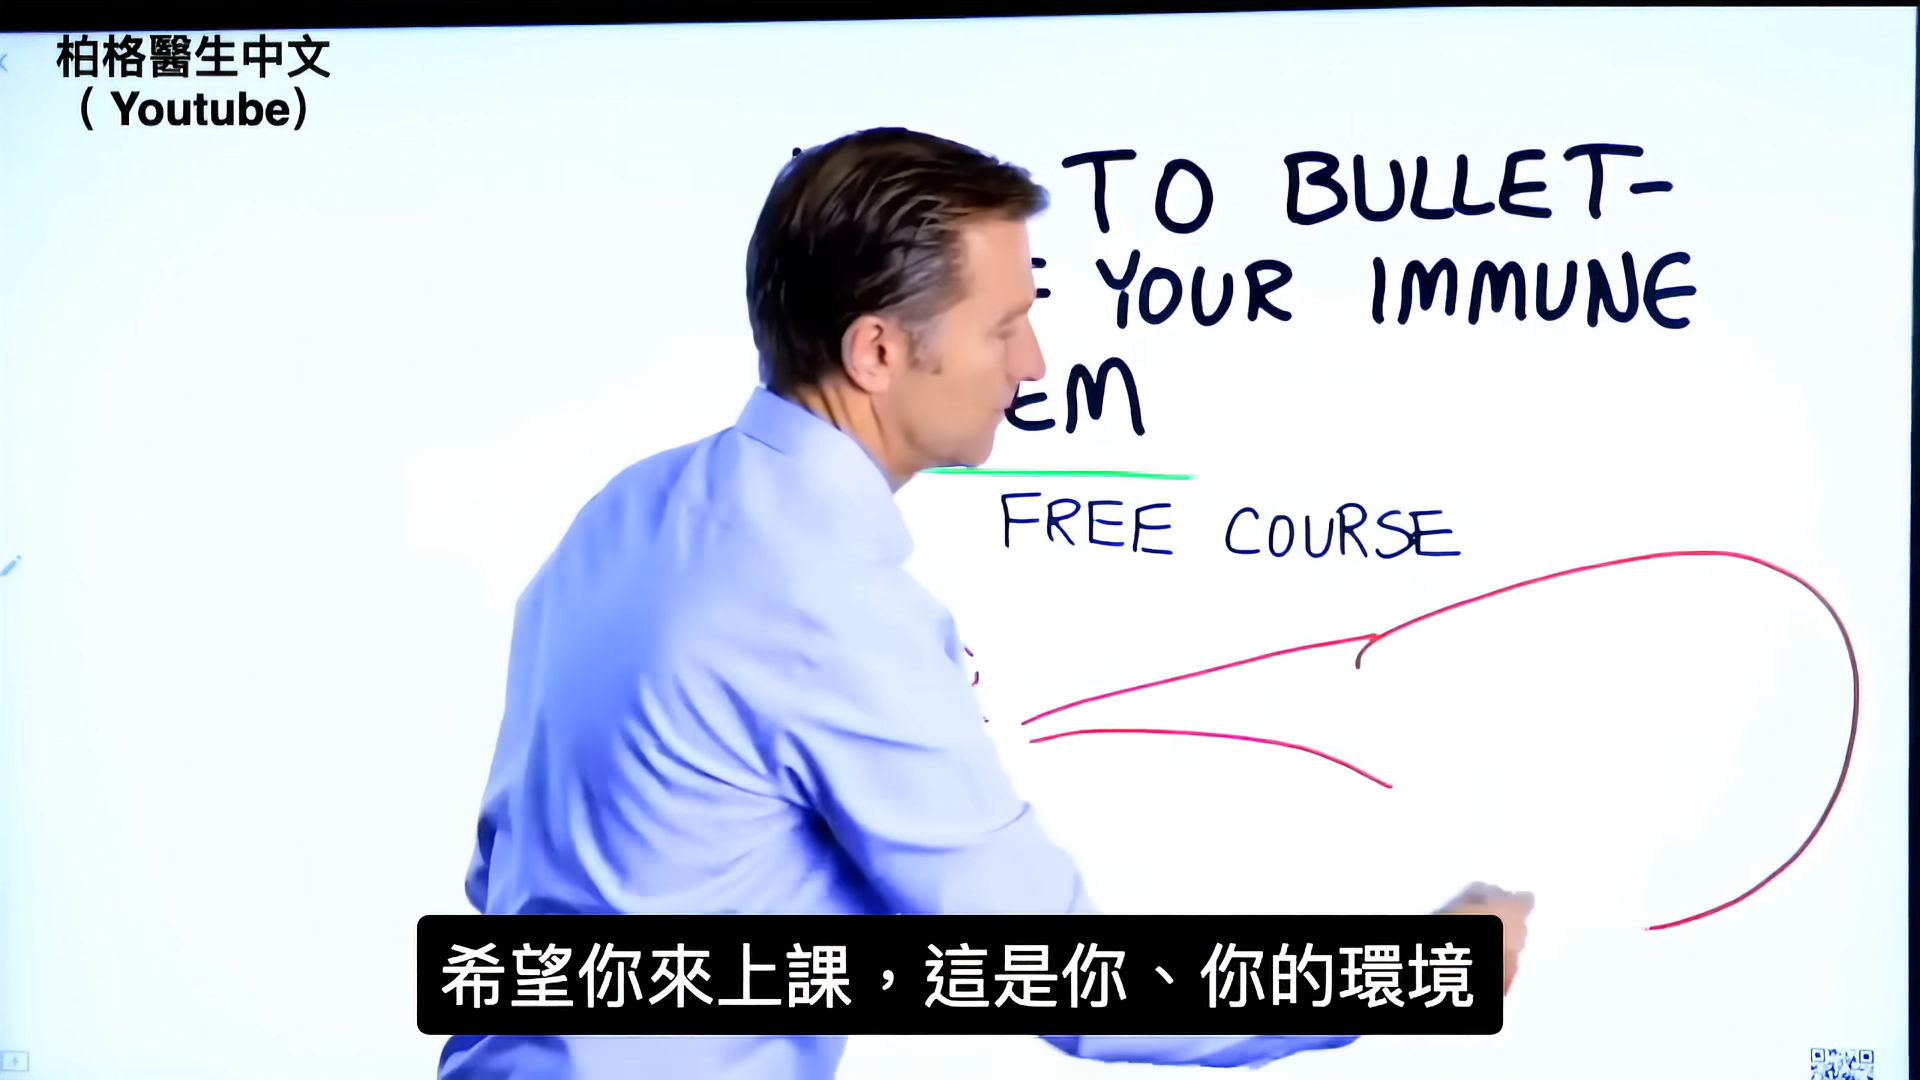 柏格醫生中文
( Youtube)
TO BULLET-
YOUR IMMUNE
EM
FREE COURSE
希望你來上課，這是你、你的環境